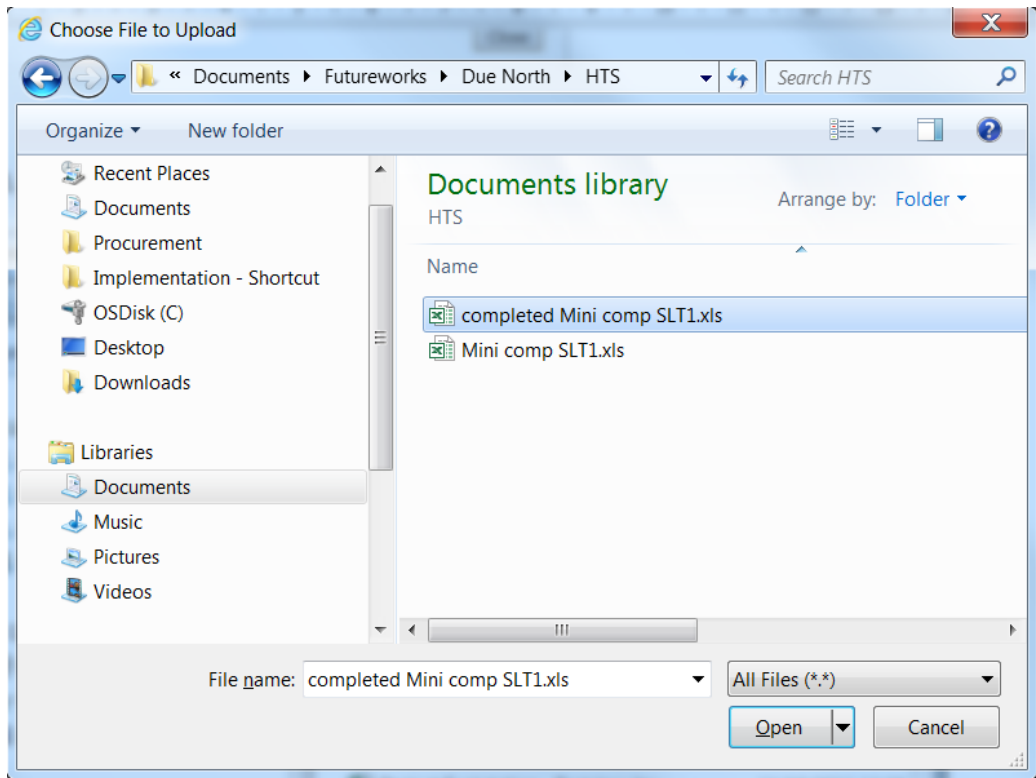 Choose File to Upload
« Documents Futureworks Due North HTS Search HTS
Organize New folder
Recent Places
Documents
Procurement
Implementation - Shortcut
OSDisk (C)
Desktop
Downloads
Libraries
Documents
Music
Pictures
Videos
Documents library
HTS
Arrange by: Folder
Name
completed Mini comp SLT1.xls
Mini comp SLT1.xls
File name: completed Mini comp SLT1.xls All Files (*.*)
Open Cancel